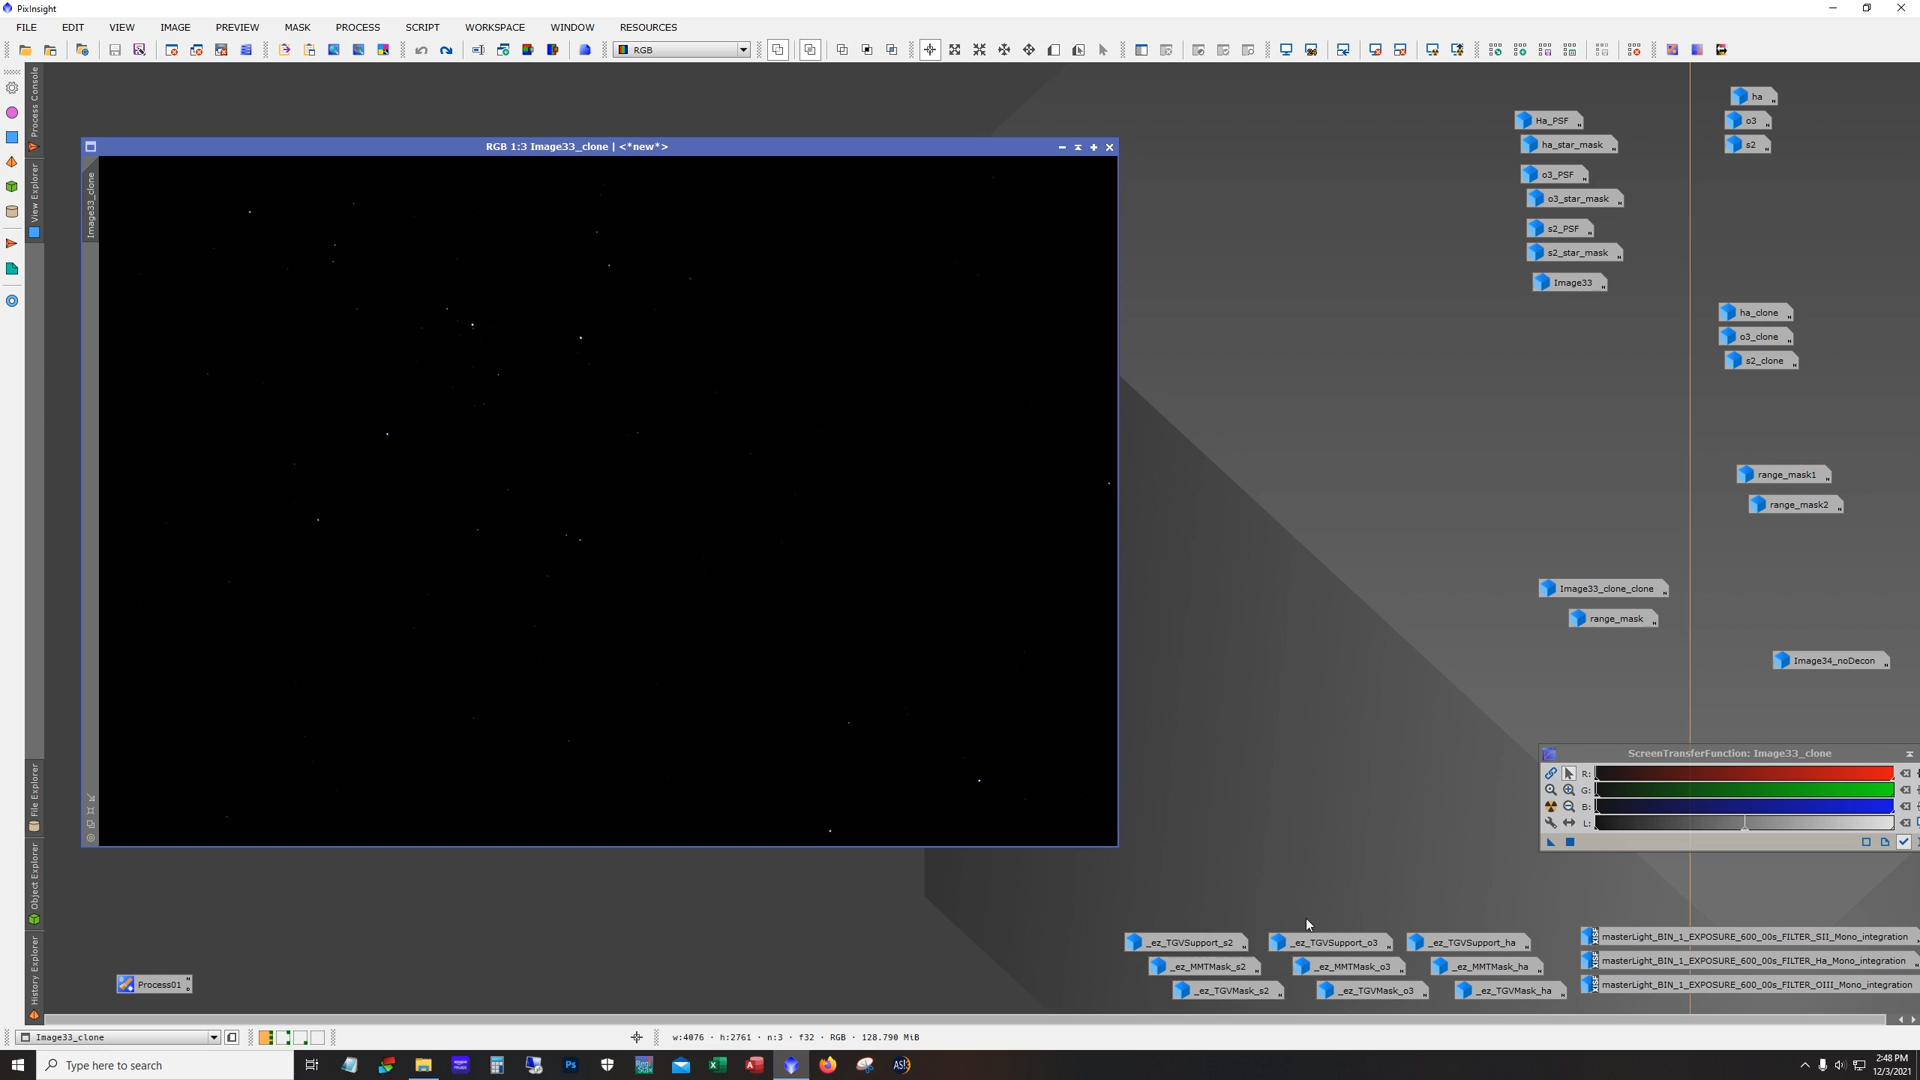 PixInsight
FILE EDIT VIEW IMAGE PROCESS PREVIEW MASK PROCESS SCRIPT WORKSPACE WINDOW RESOURCES
RGB
Process Console
View Explorer
File Explorer
Object Explorer
History Explorer
RGB 1:3 Image33_clone | <*new*>
Image33_clone
ha
Ha_PSF
o3
ha_star_mask
s2
o3_PSF
o3_star_mask
s2_PSF
s2_star_mask
Image33
ha_clone
o3_clone
s2_clone
range_mask1
range_mask2
Image33_clone_clone
range_mask
Image34_noDecon
ScreenTransferFunction: Image33_clone
R:
G:
B:
L:
_ez_TGVSupport_s2
_ez_TGVSupport_o3
_ez_TGVSupport_ha
_ez_MMTMask_s2
_ez_MMTMask_o3
_ez_MMTMask_ha
_ez_TGVMask_s2
_ez_TGVMask_o3
_ez_TGVMask_ha
XISF masterLight_BIN_1_EXPOSURE_600_00s_FILTER_SII_Mono_integration
XISF masterLight_BIN_1_EXPOSURE_600_00s_FILTER_Ha_Mono_integration
XISF masterLight_BIN_1_EXPOSURE_600_00s_FILTER_OIII_Mono_integration
Process01
Image33_clone
w:4076 · h:2761 · n:3 · f32 · RGB · 128.790 MiB
Type here to search
2:48 PM
12/3/2021